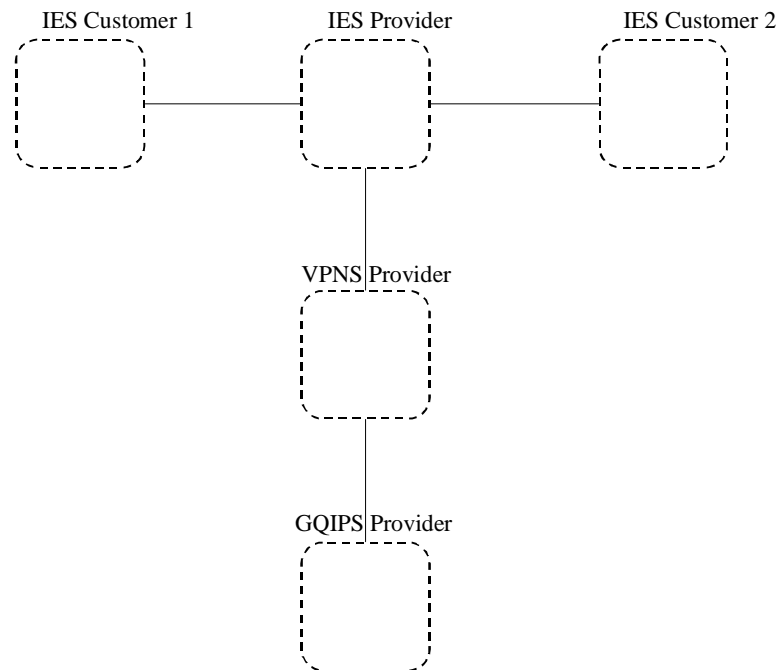 IES Customer 1
IES Provider
IES Customer 2
VPNS Provider
GQIPS Provider